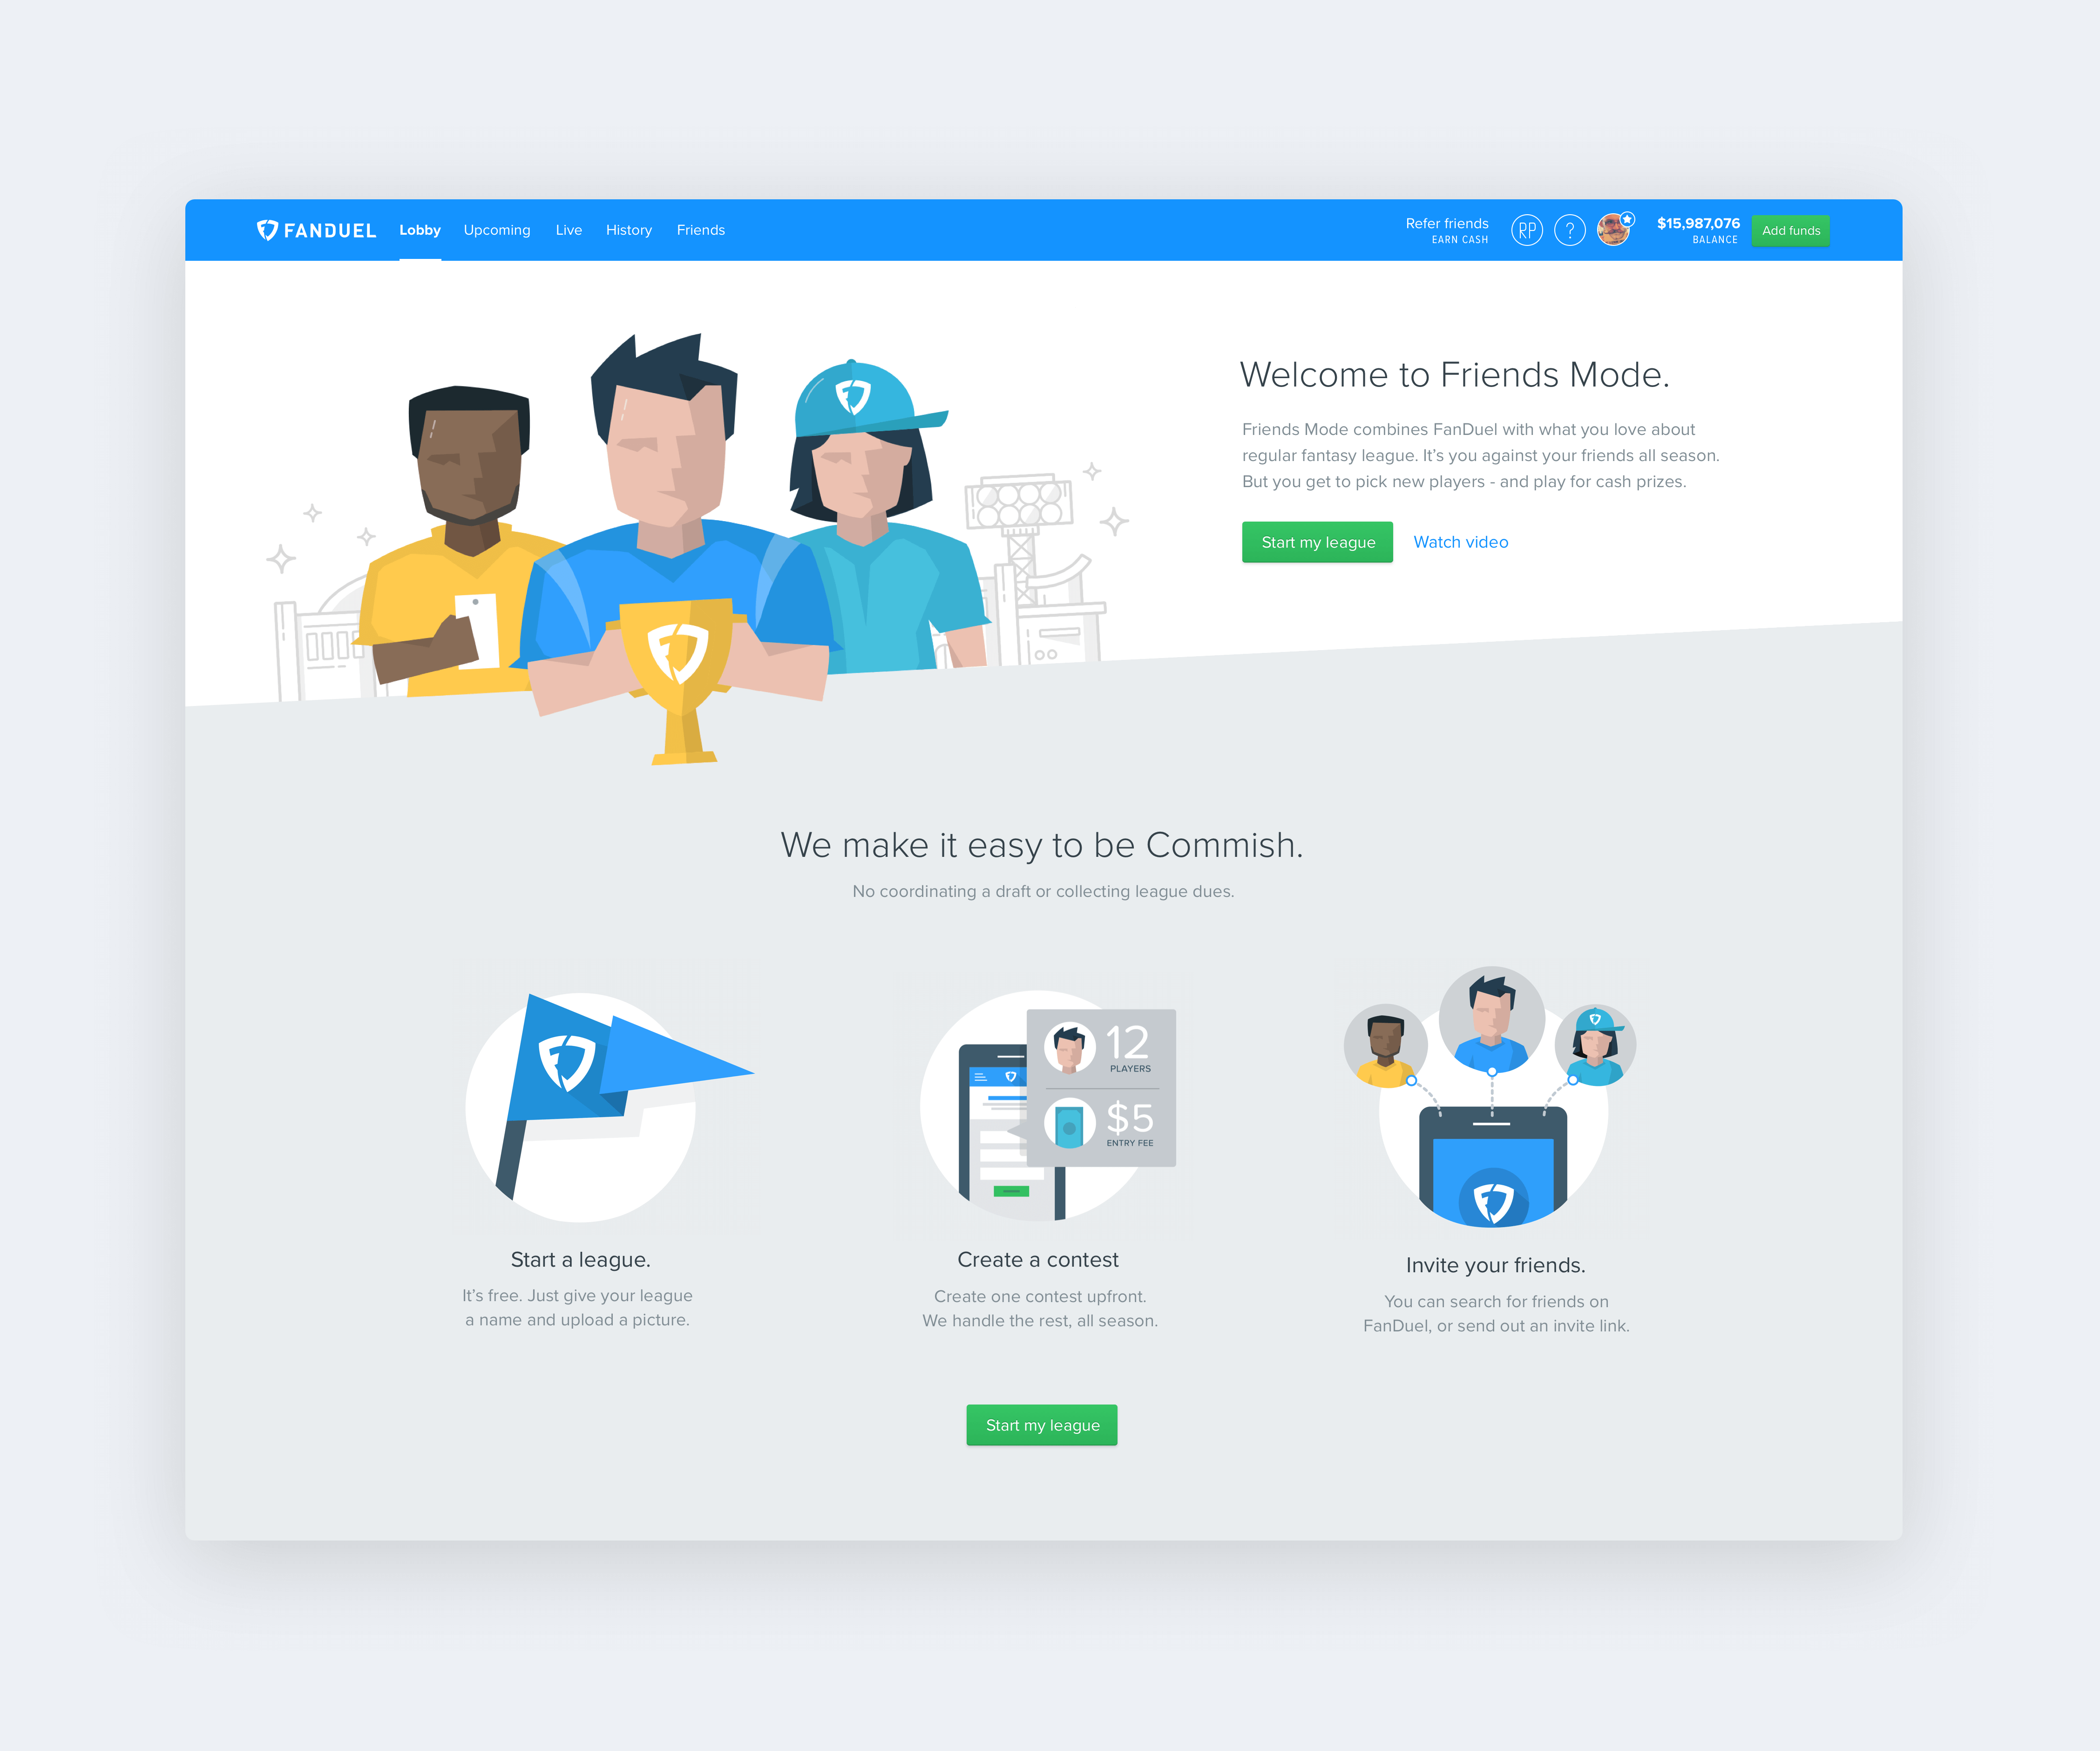 FANDUEL Lobby Upcoming Live History Friends
Refer friends
EARN CASH
RP
?
$15,987,076
BALANCE
Add funds
Welcome to Friends Mode.
Friends Mode combines FanDuel with what you love about
regular fantasy league. It's you against your friends all season.
But you get to pick new players - and play for cash prizes.
Start my league Watch video
We make it easy to be Commish.
No coordinating a draft or collecting league dues.
12
PLAYERS
$5
ENTRY FEE
Start a league.
It's free. Just give your league
a name and upload a picture.
Create a contest
Create one contest upfront.
We handle the rest, all season.
Invite your friends.
You can search for friends on
FanDuel, or send out an invite link.
Start my league